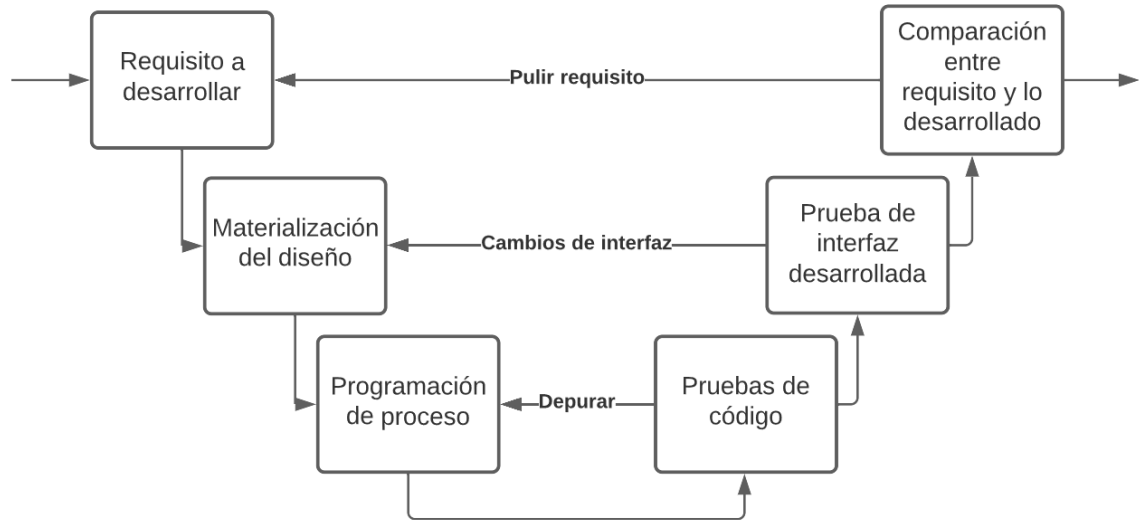 Requisito a
desarrollar
Pulir requisito
Comparación
entre
requisito y lo
desarrollado
Materialización
del diseño
Cambios de interfaz
Prueba de
interfaz
desarrollada
Programación
de proceso
Depurar
Pruebas de
código